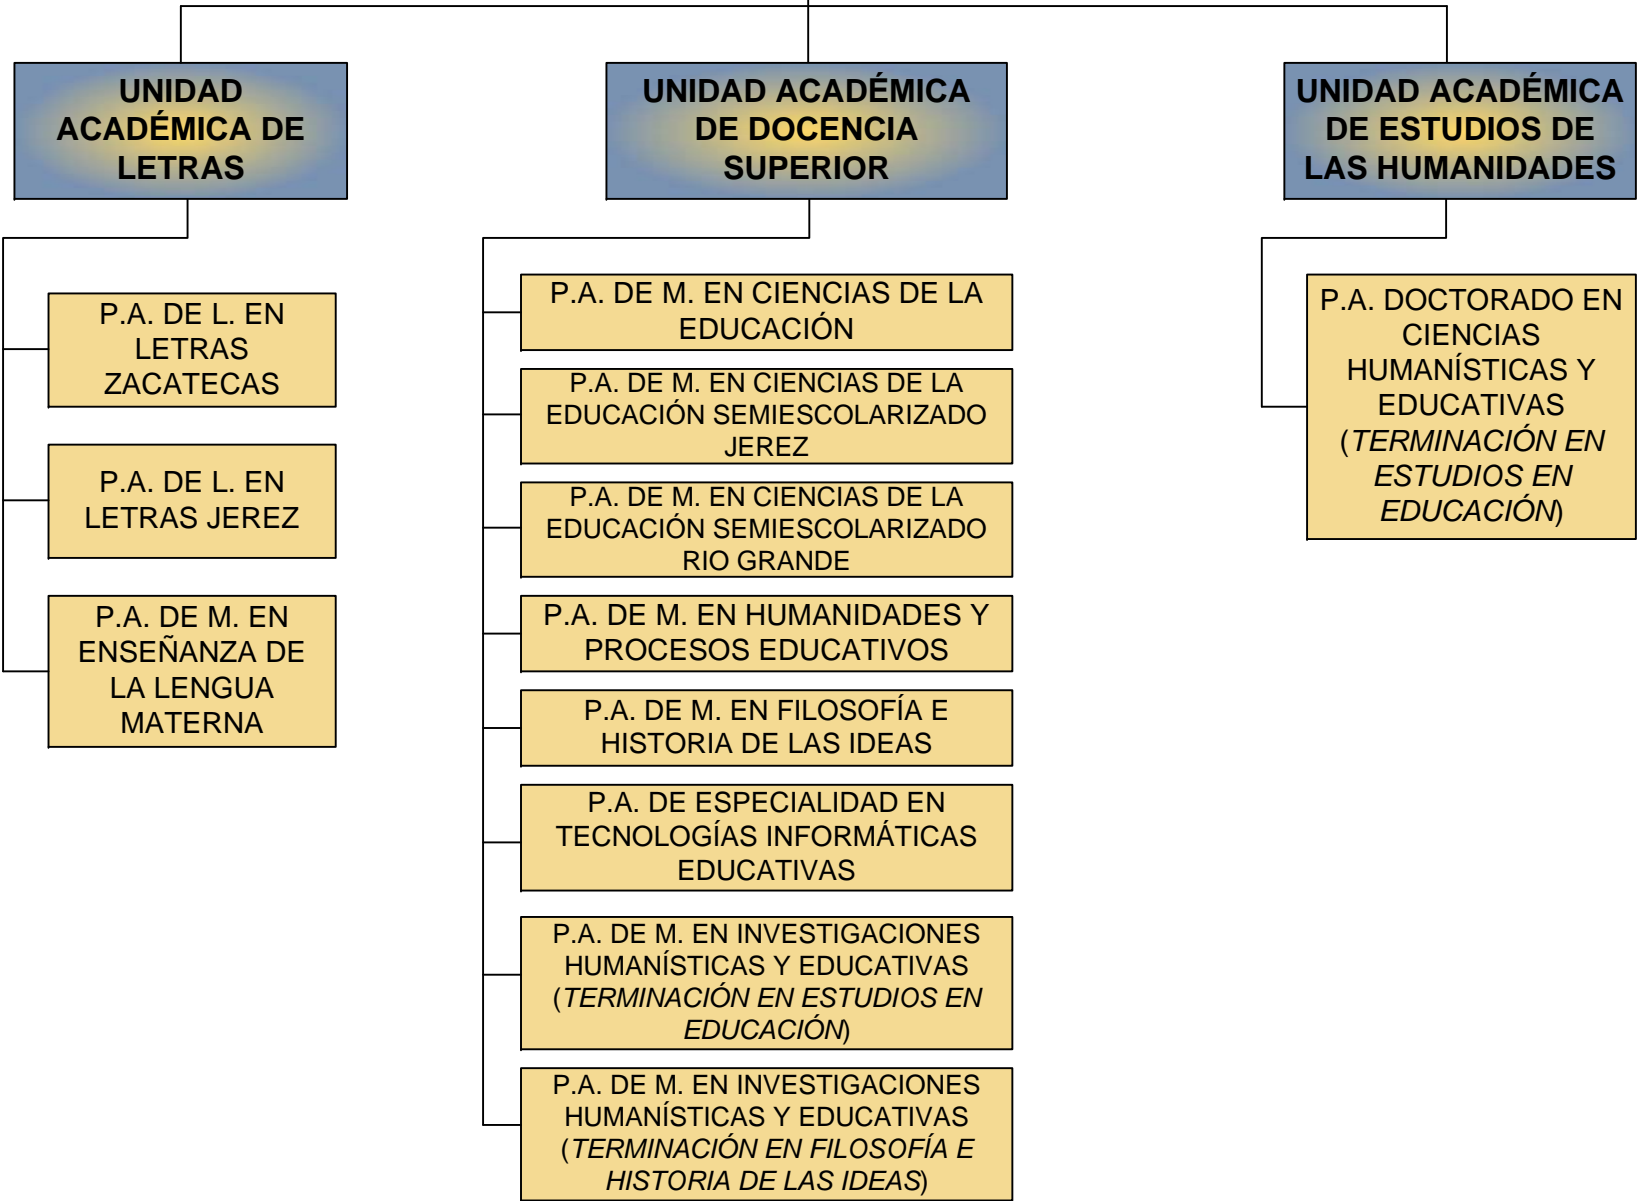 UNIDAD
ACADÉMICA DE
LETRAS
P.A. DE L. EN
LETRAS
ZACATECAS
P.A. DE L. EN
LETRAS JEREZ
P.A. DE M. EN
ENSEÑANZA DE
LA LENGUA
MATERNA
UNIDAD ACADÉMICA
DE DOCENCIA
SUPERIOR
P.A. DE M. EN CIENCIAS DE LA
EDUCACIÓN
P.A. DE M. EN CIENCIAS DE LA
EDUCACIÓN SEMIESCOLARIZADO
JEREZ
P.A. DE M. EN CIENCIAS DE LA
EDUCACIÓN SEMIESCOLARIZADO
RIO GRANDE
P.A. DE M. EN HUMANIDADES Y
PROCESOS EDUCATIVOS
P.A. DE M. EN FILOSOFÍA E
HISTORIA DE LAS IDEAS
P.A. DE ESPECIALIDAD EN
TECNOLOGÍAS INFORMÁTICAS
EDUCATIVAS
P.A. DE M. EN INVESTIGACIONES
HUMANÍSTICAS Y EDUCATIVAS
(TERMINACIÓN EN ESTUDIOS EN
EDUCACIÓN)
P.A. DE M. EN INVESTIGACIONES
HUMANÍSTICAS Y EDUCATIVAS
(TERMINACIÓN EN FILOSOFÍA E
HISTORIA DE LAS IDEAS)
UNIDAD ACADÉMICA
DE ESTUDIOS DE
LAS HUMANIDADES
P.A. DOCTORADO EN
CIENCIAS
HUMANÍSTICAS Y
EDUCATIVAS
(TERMINACIÓN EN
ESTUDIOS EN
EDUCACIÓN)